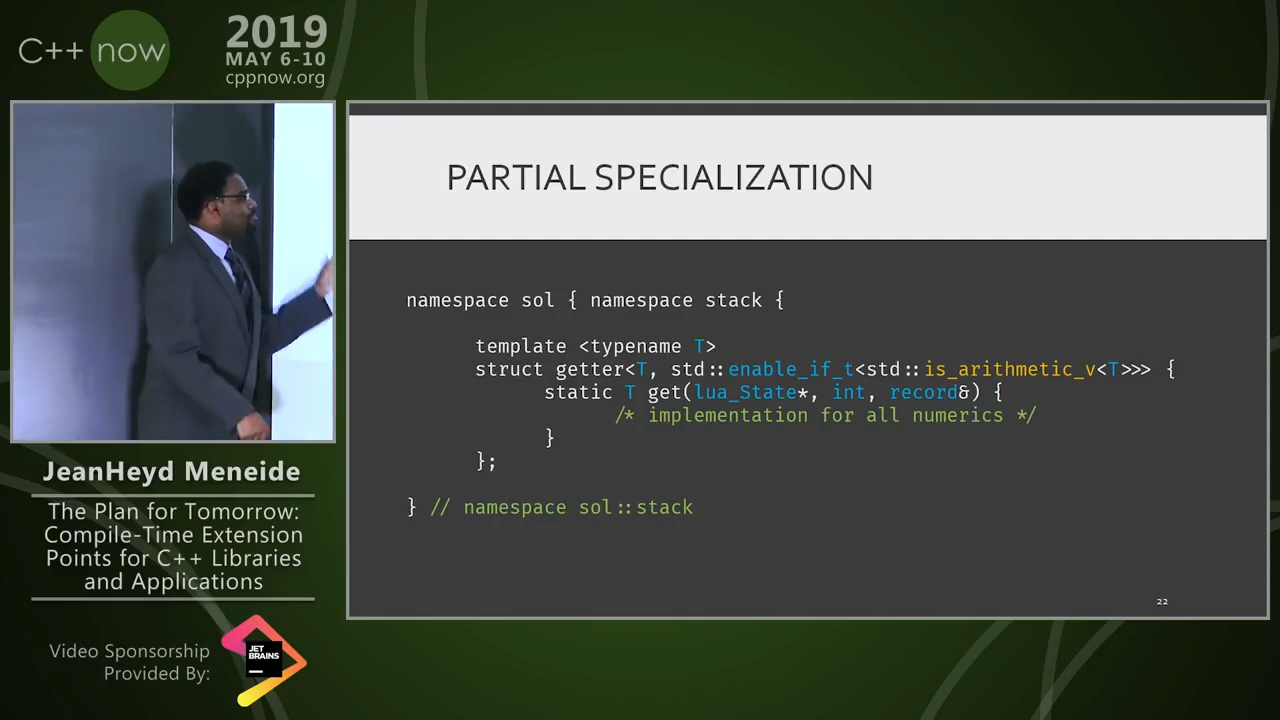 C++ now
2019
MAY 6-10
cppnow.org
PARTIAL SPECIALIZATION
namespace sol { namespace stack {
template <typename T>
struct getter<T, std::enable_if_t<std::is_arithmetic_v<T>>> {
static T get(lua_State*, int, record&) {
/* implementation for all numerics */
}
};
} // namespace sol::stack
22
JeanHeyd Meneide
The Plan for Tomorrow:
Compile-Time Extension
Points for C++ Libraries
and Applications
Video Sponsorship
Provided By:
JET
BRAINS